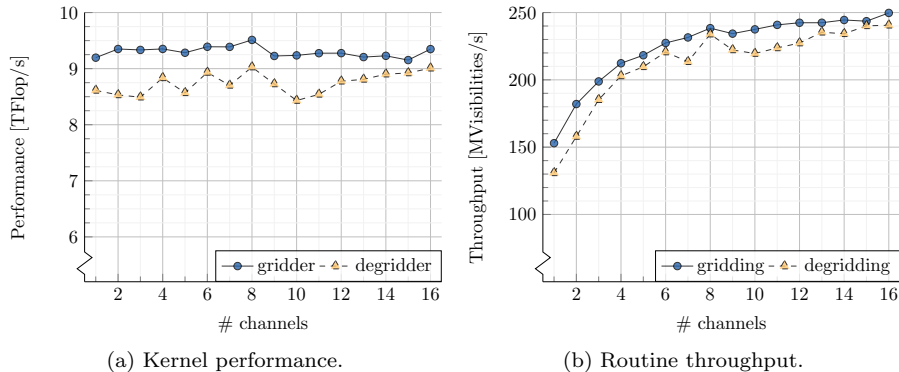 Performance [TFlop/s]
10
9
8
7
6
gridder degridder
2 4 6 8 10 12 14 16
# channels
(a) Kernel performance.
Throughput [MVisibilities/s]
250
200
150
100
gridding degridding
2 4 6 8 10 12 14 16
# channels
(b) Routine throughput.